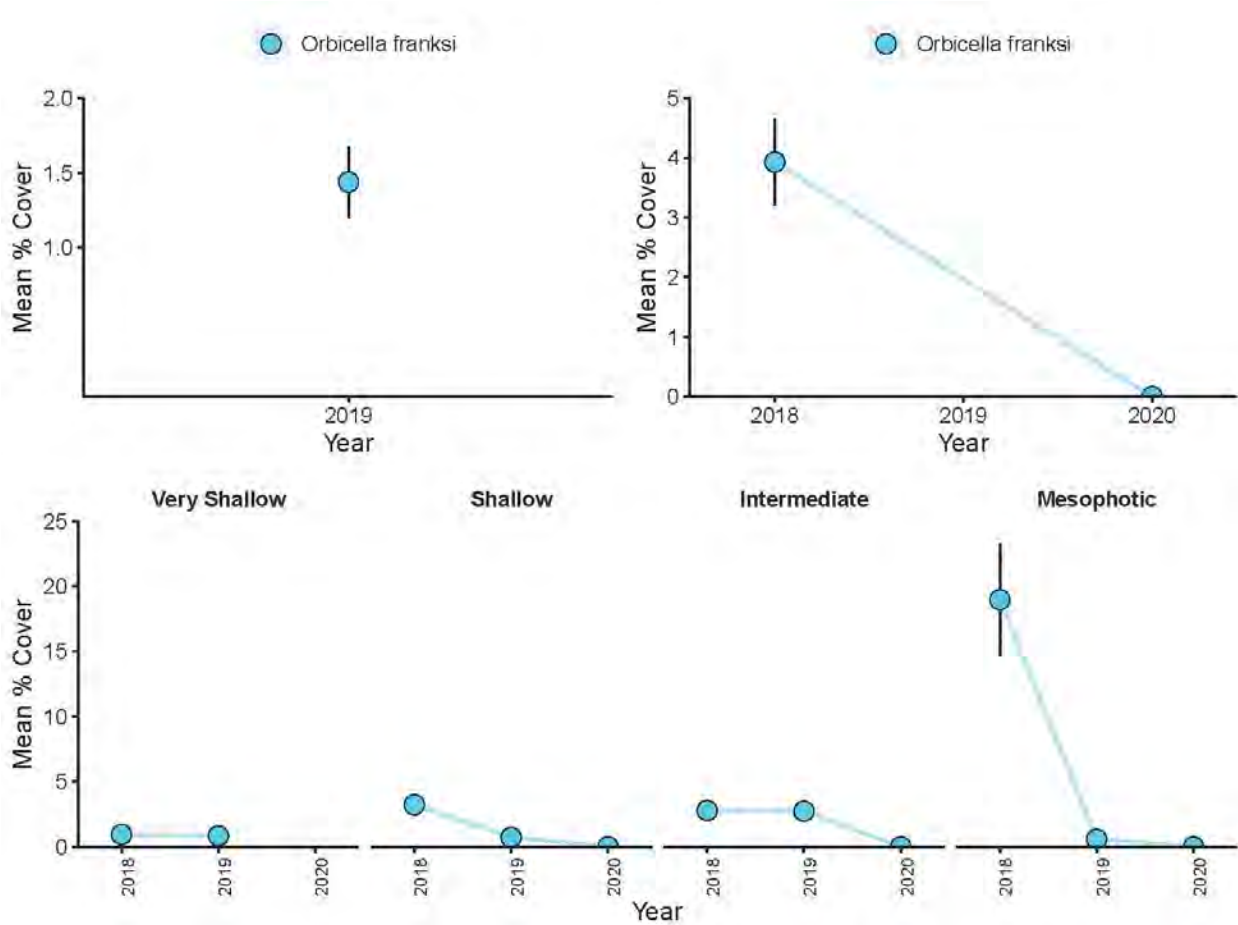 Orbicella franksi
2.0
1.5
1.0
Mean % Cover
2019
Year
Orbicella franksi
5
4
3
2
1
0
Mean % Cover
2018 2019 2020
Year
Very Shallow Shallow Intermediate Mesophotic
25
20
15
10
5
0
Mean % Cover
2018 2019 2020 2018 2019 2020 2018 2019 2020 2018 2019 2020
Year